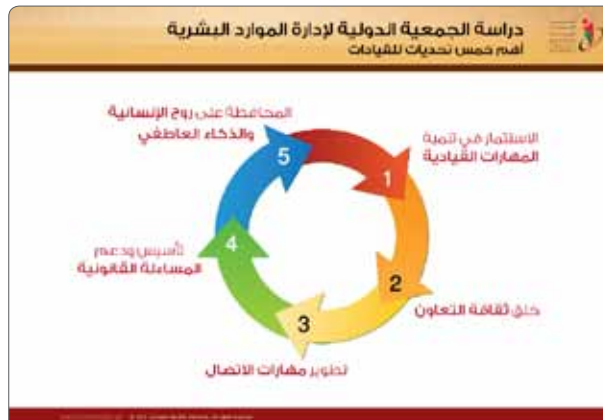 دراسة الجمعية الدولية لإدارة الموارد البشرية
أهم خمس تحديات للقيادات
1
الاستثمار في تنمية
المهارات القيادية
2
خلق ثقافة التعاون
3
تطوير مهارات الاتصال
4
تأسيس ودعم
المساءلة القانونية
5
المحافظة على روح الإنسانية
والذكاء العاطفي